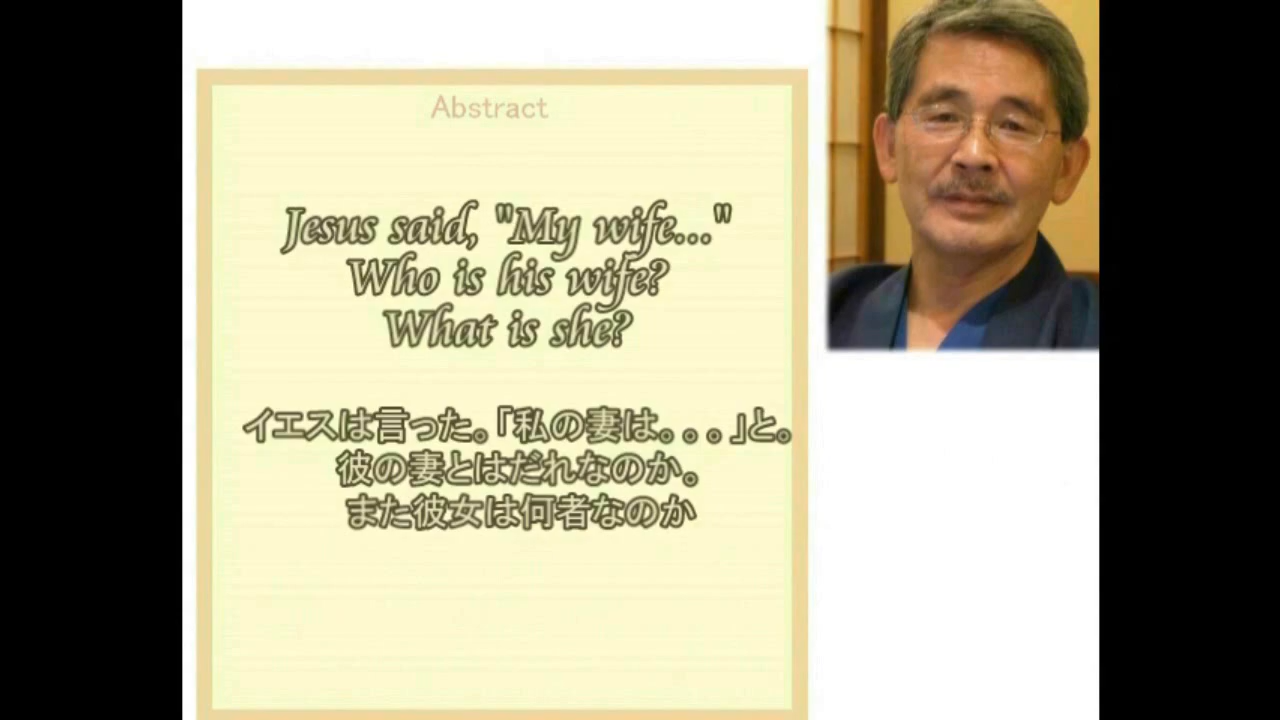 Abstract
Jesus said, "My wife..."
Who is his wife?
What is she?
イエスは言った。「私の妻は。。。」と。
彼の妻とはだれなのか。
また彼女は何者なのか